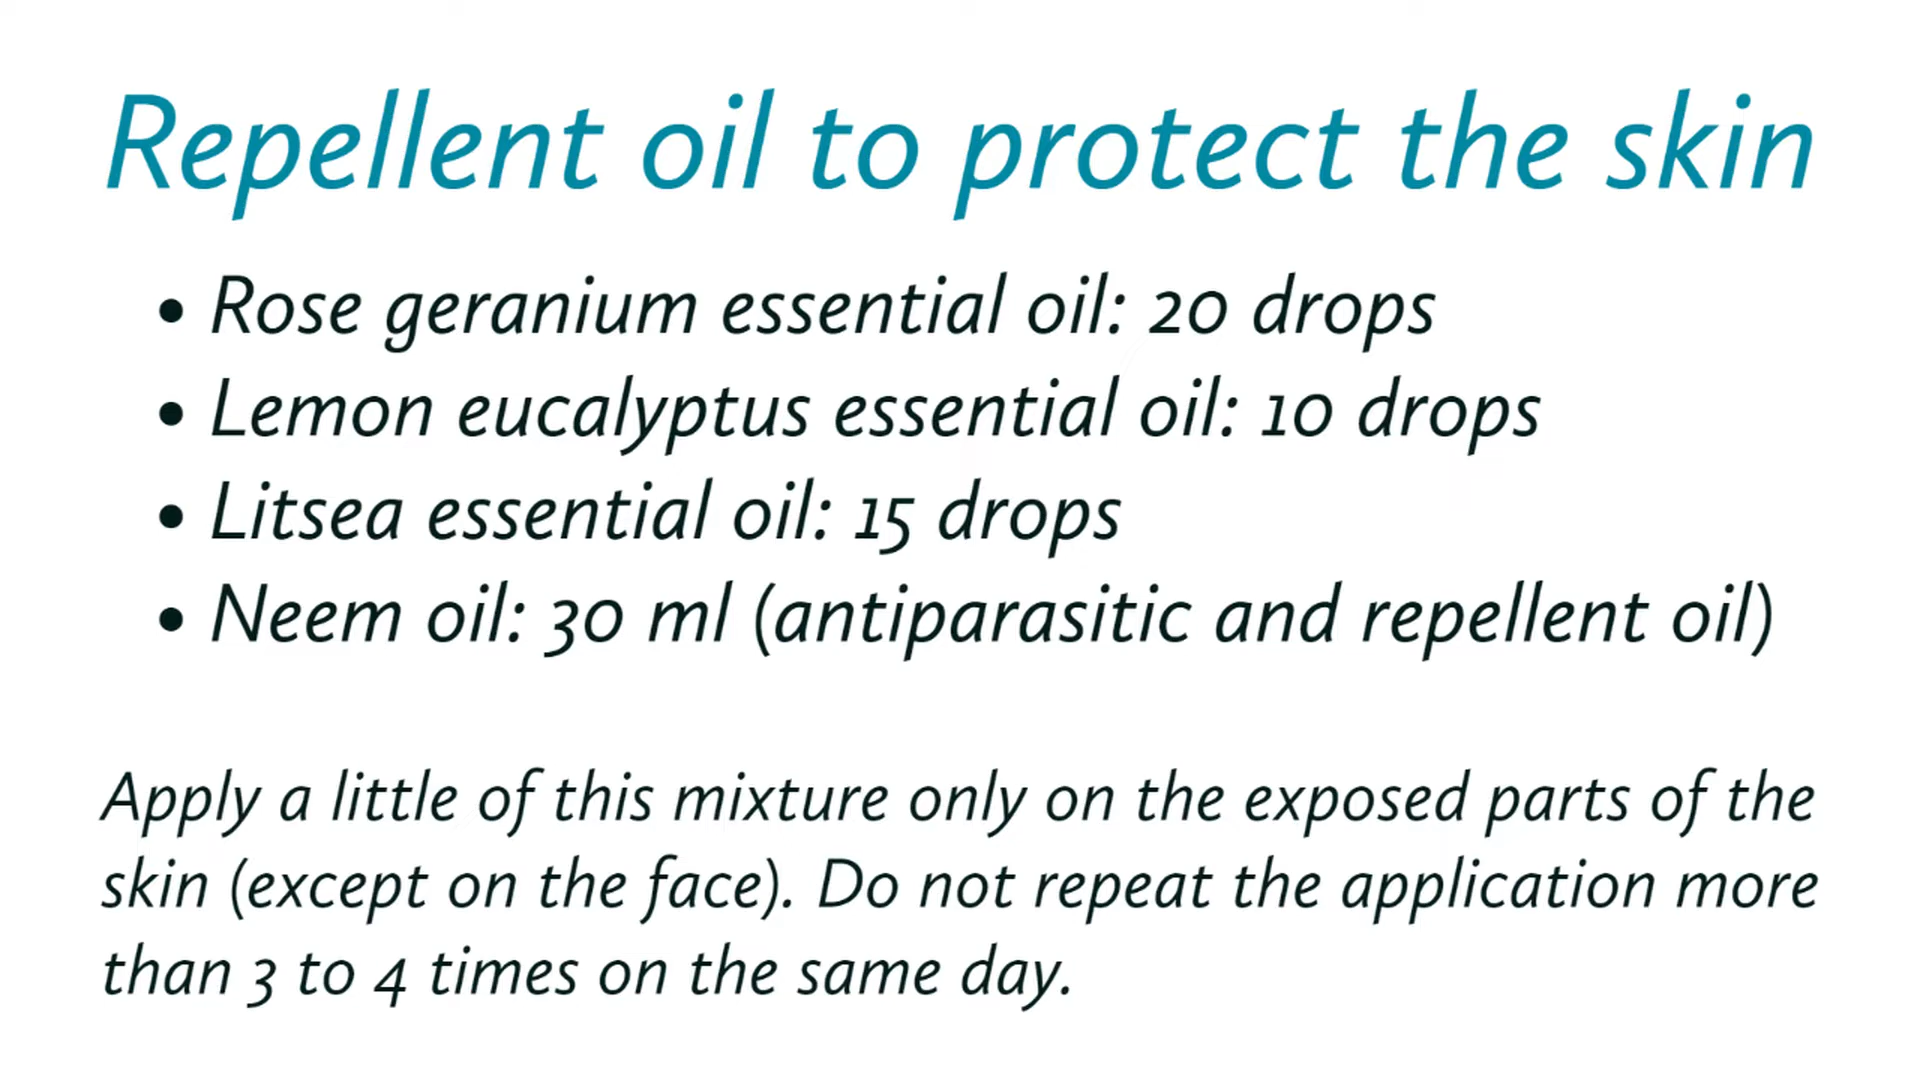 Repellent oil to protect the skin
• Rose geranium essential oil: 20 drops
• Lemon eucalyptus essential oil: 10 drops
• Litsea essential oil: 15 drops
• Neem oil: 30 ml (antiparasitic and repellent oil)
Apply a little of this mixture only on the exposed parts of the
skin (except on the face). Do not repeat the application more
than 3 to 4 times on the same day.